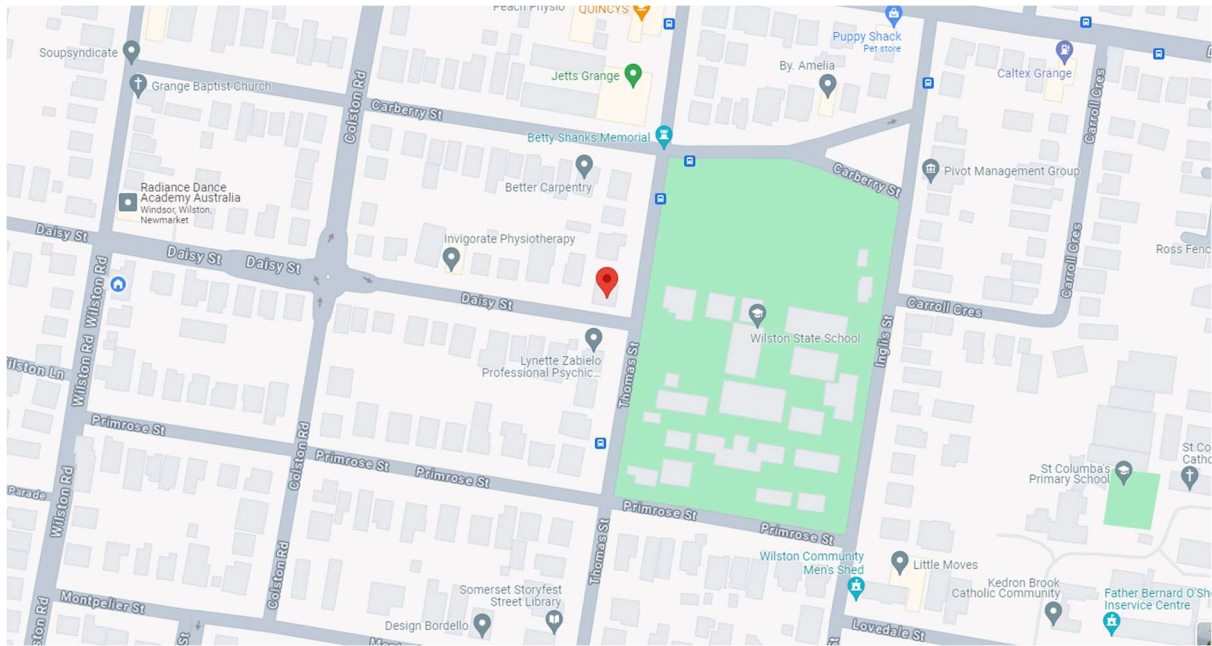 Peach Physio
QUINCYS
Puppy Shack
Pet store
Soupsyndicate
Jetts Grange
By. Amelia
Caltex Grange
Grange Baptist Church
Colston Rd
Carberry St
Carroll Cres
Betty Shanks Memorial
Better Carpentry
Carberry St
Pivot Management Group
Radiance Dance
Academy Australia
Windsor, Wilston,
Newmarket
Daisy St
Daisy St
Daisy St
Invigorate Physiotherapy
Ross Fenc
Carroll Cres
Wilston Rd
Daisy St
Carroll Cres
Wilston State School
Inglis St
Lynette Zabielo
Professional Psychic...
Thomas St
Wilston Rd
Primrose St
Colston Rd
Primrose St
Primrose St
St Columba's
Primary School
St Co
Catho
Parade
Wilston Rd
Primrose St
Primrose St
Thomas St
Wilston Community
Men's Shed
Little Moves
Colston Rd
Somerset Storyfest
Street Library
Kedron Brook
Catholic Community
Father Bernard O'Sh
Inservice Centre
Montpelier St
Design Bordello
Lovedale St